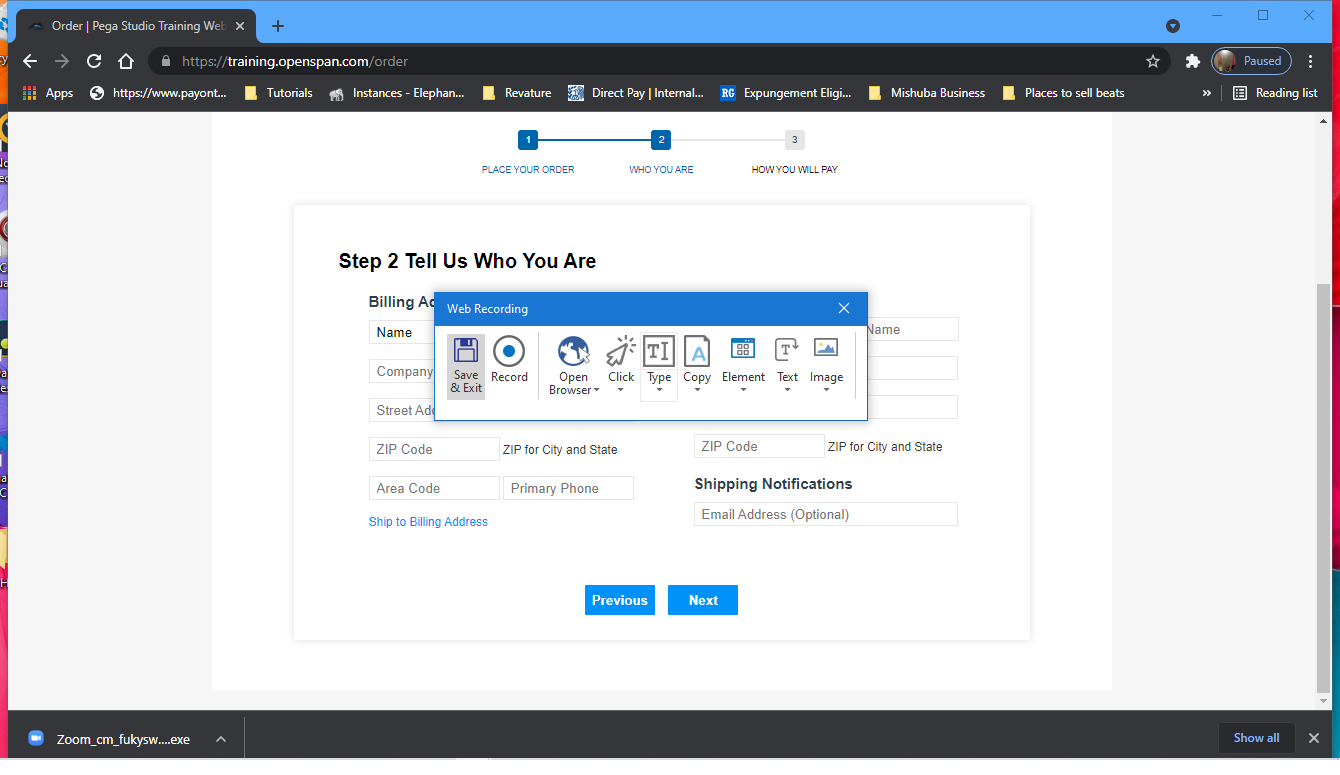 Order | Pega Studio Training Web
https://training.openspan.com/order
Paused
Apps
https://www.payont...
Tutorials
Instances - Elephan...
Revature
Direct Pay | Internal...
RG
Expungement Eligi...
Mishuba Business
Places to sell beats
»
Reading list
1
2
3
PLACE YOUR ORDER
WHO YOU ARE
HOW YOU WILL PAY
Step 2 Tell Us Who You Are
Billing Ad
Web Recording
Save
& Exit
Record
Open
Browser
Click
Type
Copy
Element
Text
Image
Name
Name
Company
Street Add
ZIP Code
ZIP for City and State
ZIP Code
ZIP for City and State
Area Code
Primary Phone
Shipping Notifications
Email Address (Optional)
Ship to Billing Address
Previous
Next
Zoom_cm_fukysw....exe
Show all